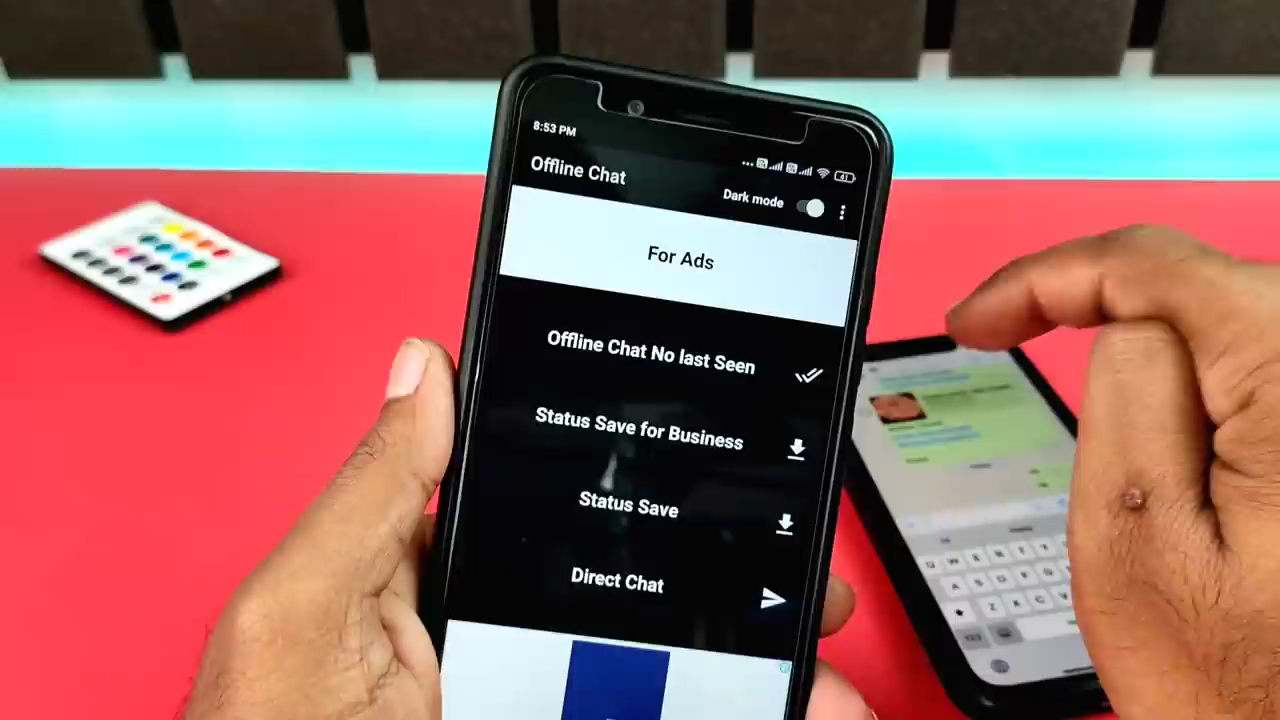 8:53 PM
41
Offline Chat
Dark mode
For Ads
Offline Chat No last Seen
Status Save for Business
Status Save
Direct Chat